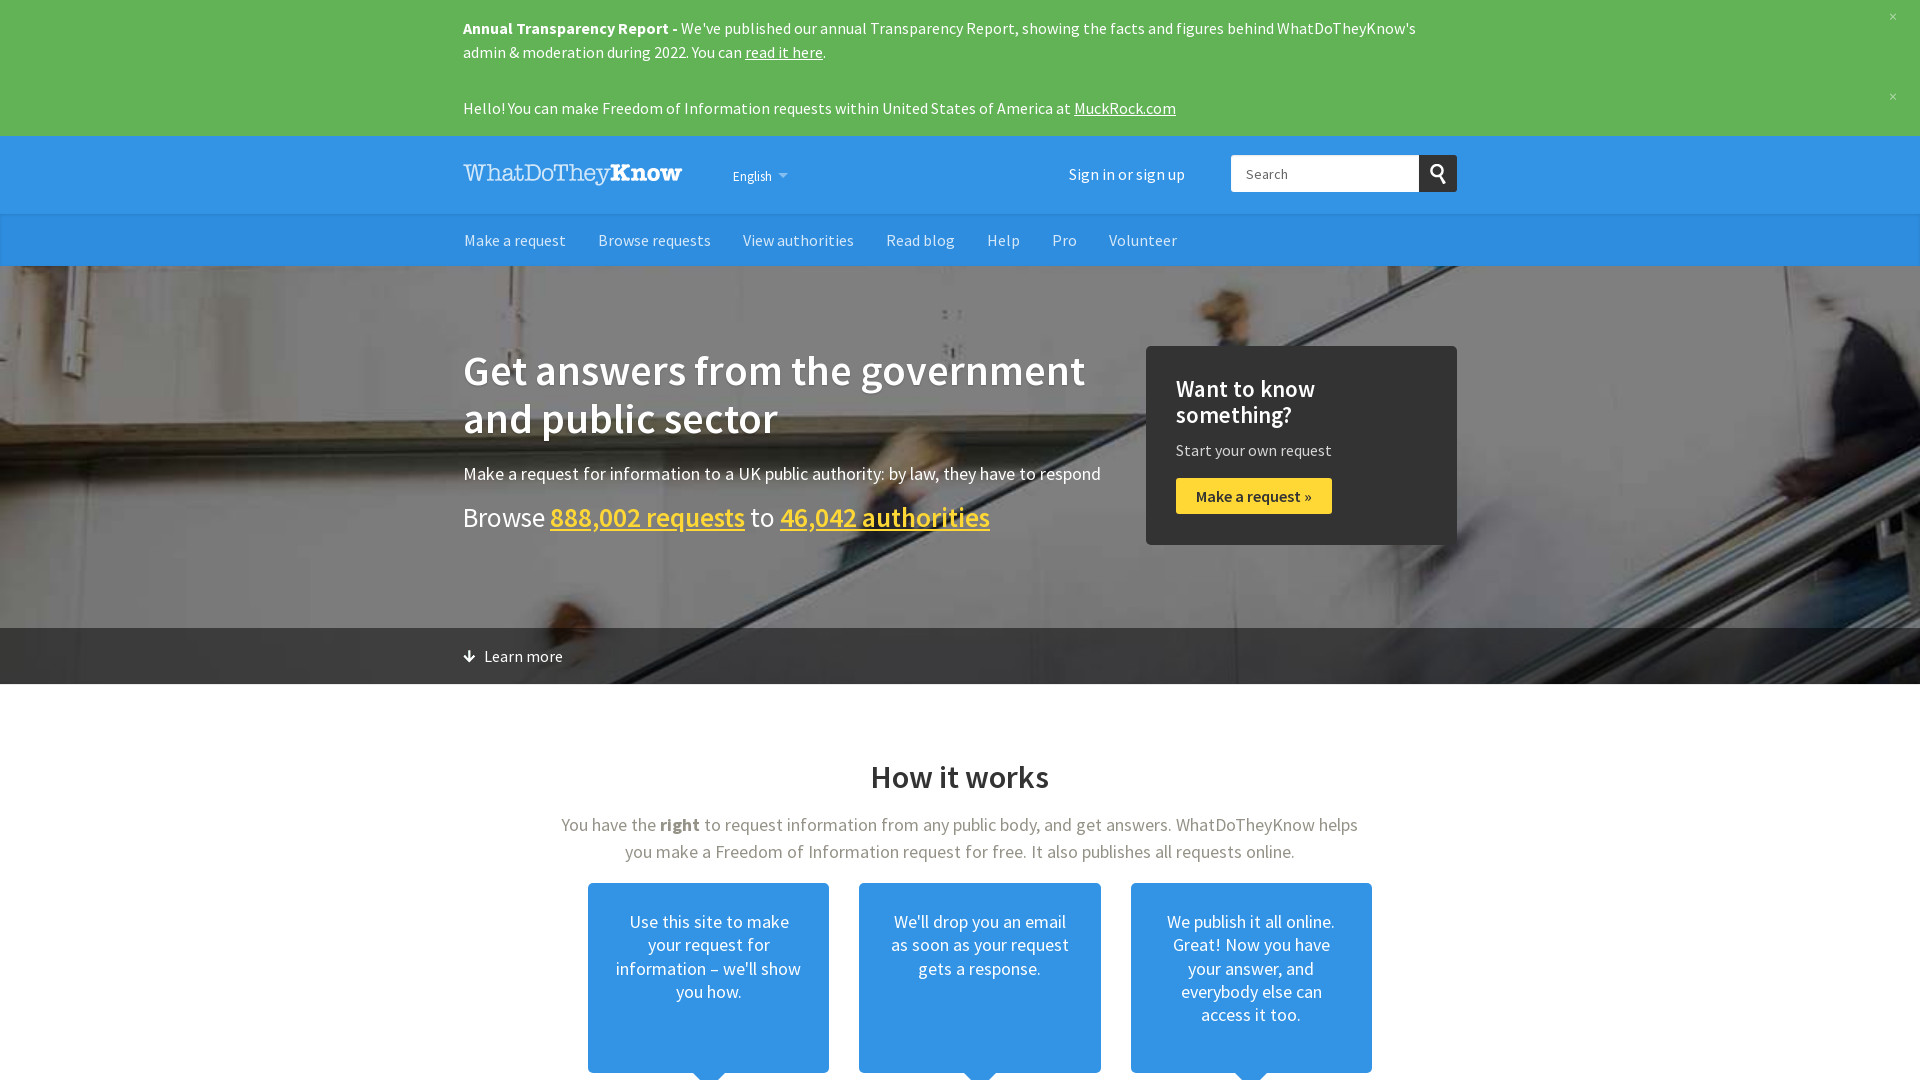 Annual Transparency Report - We've published our annual Transparency Report, showing the facts and figures behind WhatDoTheyKnow's
admin & moderation during 2022. You can read it here.
×
Hello! You can make Freedom of Information requests within United States of America at MuckRock.com
×
WhatDoTheyKnow
English
Sign in or sign up
Search
Make a request
Browse requests
View authorities
Read blog
Help
Pro
Volunteer
Get answers from the government
and public sector
Make a request for information to a UK public authority: by law, they have to respond
Browse 888,002 requests to 46,042 authorities
Want to know
something?
Start your own request
Make a request »
Learn more
How it works
You have the right to request information from any public body, and get answers. WhatDoTheyKnow helps
you make a Freedom of Information request for free. It also publishes all requests online.
Use this site to make
your request for
information – we'll show
you how.
We'll drop you an email
as soon as your request
gets a response.
We publish it all online.
Great! Now you have
your answer, and
everybody else can
access it too.